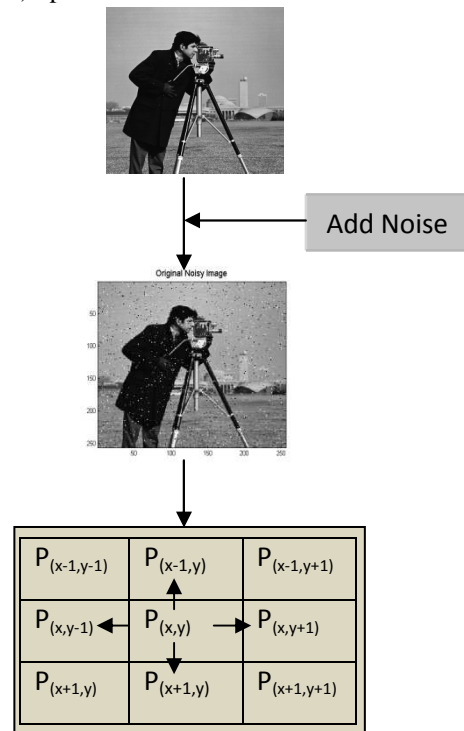 Add Noise
Original Noisy Image
50
100
150
200
250
50 100 150 200 250
P(x-1,y-1) P(x-1,y) P(x-1,y+1)
P(x,y-1) P(x,y) P(x,y+1)
P(x+1,y) P(x+1,y) P(x+1,y+1)